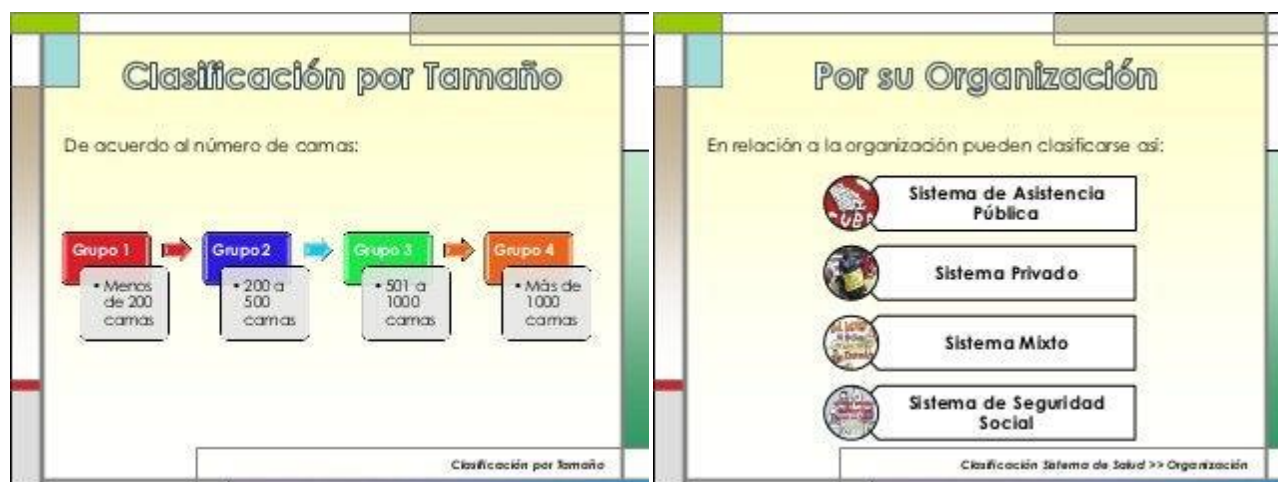 Clasificación por Tamaño
De acuerdo al número de camas:
Grupo 1
• Menos
de 200
camas
Grupo2
• 200 a
500
camas
Grupo 3
• 501 a
1000
camas
Grupo 4
• Más de
1000
camas
Clasificación por Tamaño
Por su Organización
En relación a la organización pueden clasificarse así:
Sistema de Asistencia
Pública
Sistema Privado
Sistema Mixto
Sistema de Seguridad
Social
Clasificación Sistema de Salud >> Organización